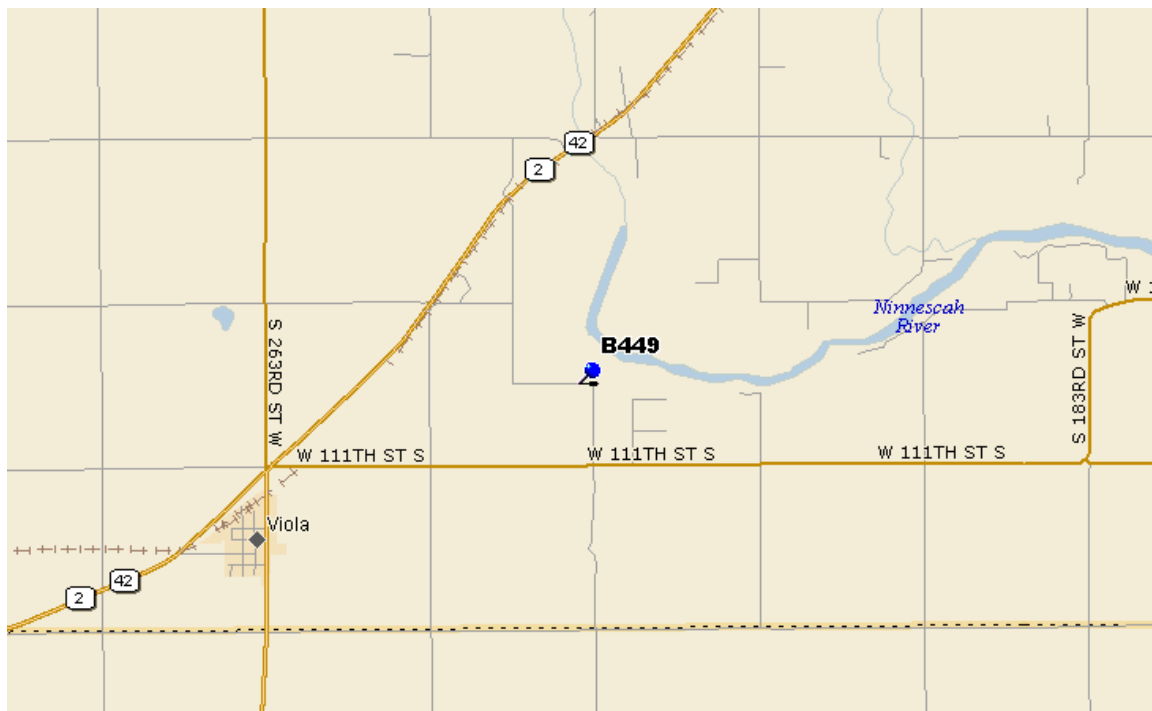 42
2
W 1
Ninnescah
River
S 263RD ST W
B449
S 183RD ST W
W 111TH ST S
W 111TH ST S
W 111TH ST S
Viola
42
2